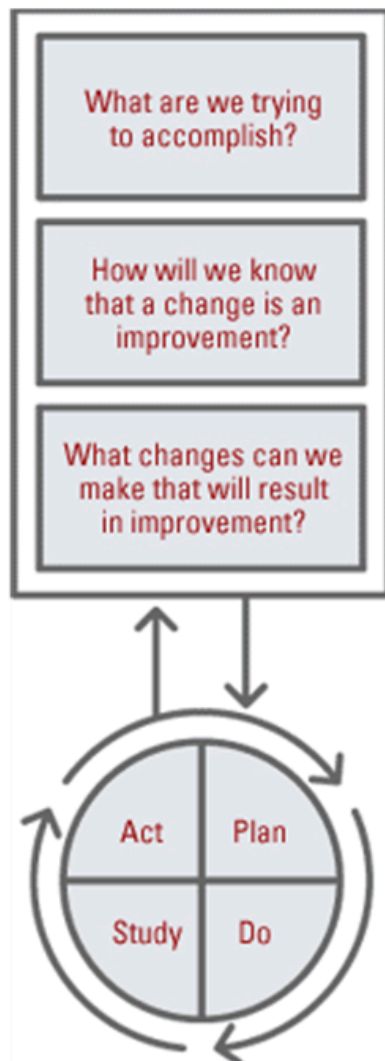 What are we trying
to accomplish?
How will we know
that a change is an
improvement?
What changes can we
make that will result
in improvement?
Act
Plan
Study
Do